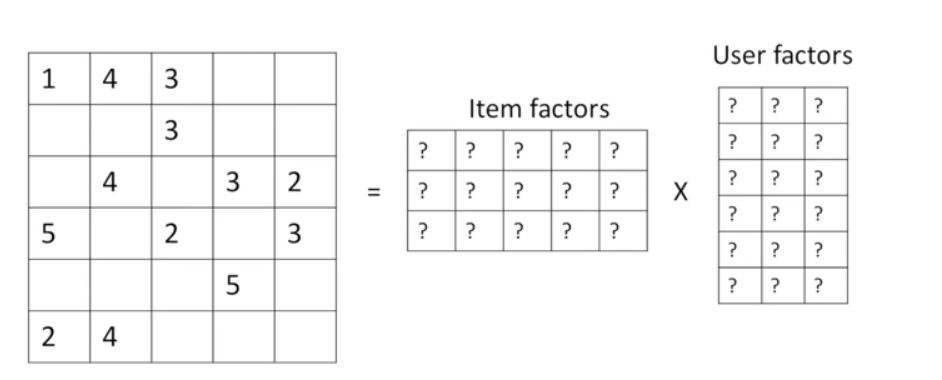 User factors
Item factors
1 4 3
3
4 3 2
5 2 3
5
2 4
=
? ? ? ? ?
? ? ? ? ?
? ? ? ? ?
X
? ? ?
? ? ?
? ? ?
? ? ?
? ? ?
? ? ?